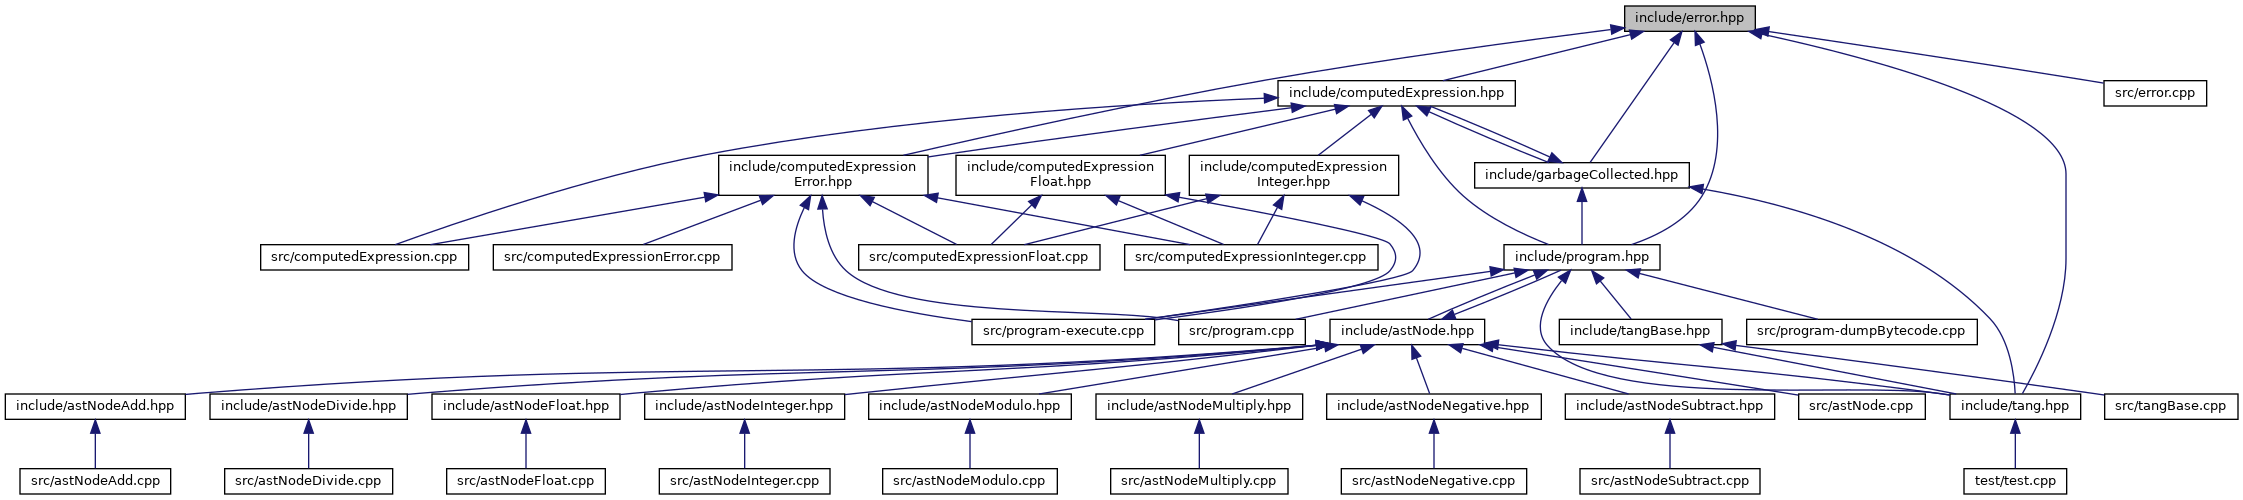 include/error.hpp
include/computedExpression.hpp
src/error.cpp
include/computedExpression
Error.hpp
include/computedExpression
Float.hpp
include/computedExpression
Integer.hpp
include/garbageCollected.hpp
src/computedExpression.cpp
src/computedExpressionError.cpp
src/computedExpressionFloat.cpp
src/computedExpressionInteger.cpp
include/program.hpp
src/program-execute.cpp
src/program.cpp
include/astNode.hpp
include/tangBase.hpp
src/program-dumpBytecode.cpp
include/astNodeAdd.hpp
include/astNodeDivide.hpp
include/astNodeFloat.hpp
include/astNodeInteger.hpp
include/astNodeModulo.hpp
include/astNodeMultiply.hpp
include/astNodeNegative.hpp
include/astNodeSubtract.hpp
src/astNode.cpp
include/tang.hpp
src/tangBase.cpp
src/astNodeAdd.cpp
src/astNodeDivide.cpp
src/astNodeFloat.cpp
src/astNodeInteger.cpp
src/astNodeModulo.cpp
src/astNodeMultiply.cpp
src/astNodeNegative.cpp
src/astNodeSubtract.cpp
test/test.cpp